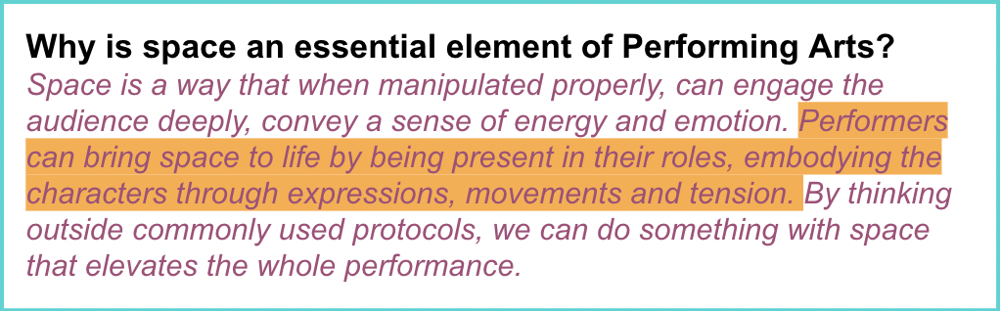 Why is space an essential element of Performing Arts?
Space is a way that when manipulated properly, can engage the
audience deeply, convey a sense of energy and emotion. Performers
can bring space to life by being present in their roles, embodying the
characters through expressions, movements and tension. By thinking
outside commonly used protocols, we can do something with space
that elevates the whole performance.